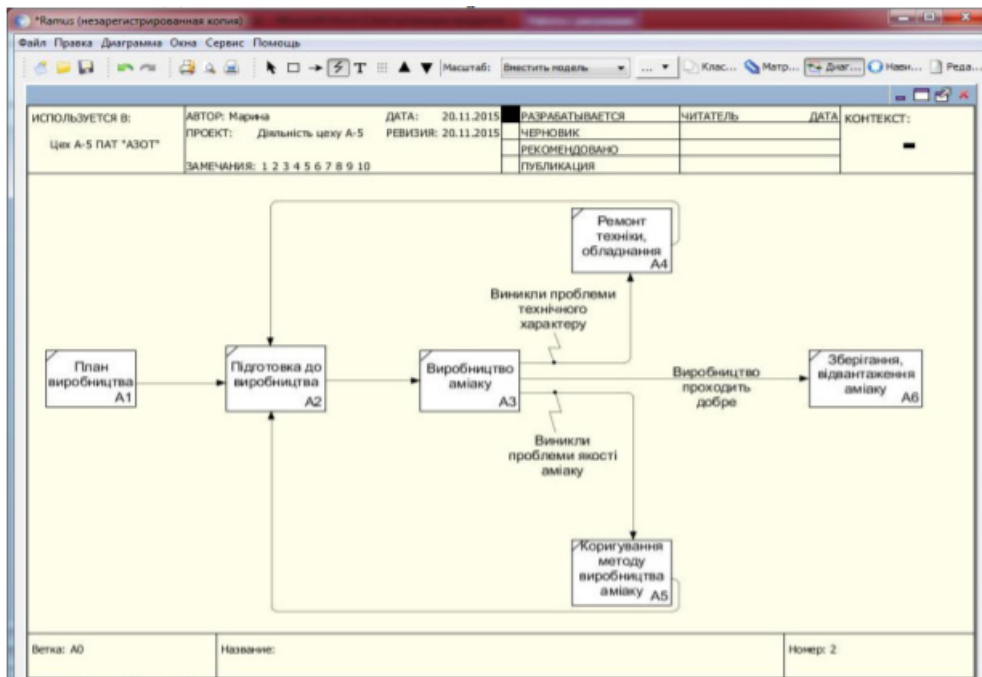 *Ramus (незарегистрированная копия)
Файл Правка Диаграмма Окна Сервис Помощь
Масштаб: Вместить модель ... Клас... Матр... Диаг... Нави... Реда...
ИСПОЛЬЗУЕТСЯ В:
Цех А-5 ПАТ "АЗОТ"
АВТОР: Марина
ДАТА: 20.11.2015
ПРОЕКТ: Діяльність цеху А-5
РЕВИЗИЯ: 20.11.2015
ЗАМЕЧАНИЯ: 1 2 3 4 5 6 7 8 9 10
РАЗРАБАТЫВАЕТСЯ
ЧЕРНОВИК
РЕКОМЕНДОВАНО
ПУБЛИКАЦИЯ
ЧИТАТЕЛЬ
ДАТА
КОНТЕКСТ:
Ремонт
техніки,
обладнання
A4
Виникли проблеми
технічного
характеру
План
виробництва
A1
Підготовка до
виробництва
A2
Виробництво
аміаку
A3
Виробництво
проходить
добре
Зберігання,
відвантаження
аміаку
A6
Виникли
проблеми якості
аміаку
Коригування
методу
виробництва
аміаку
A5
Ветка: A0
Название:
Номер: 2